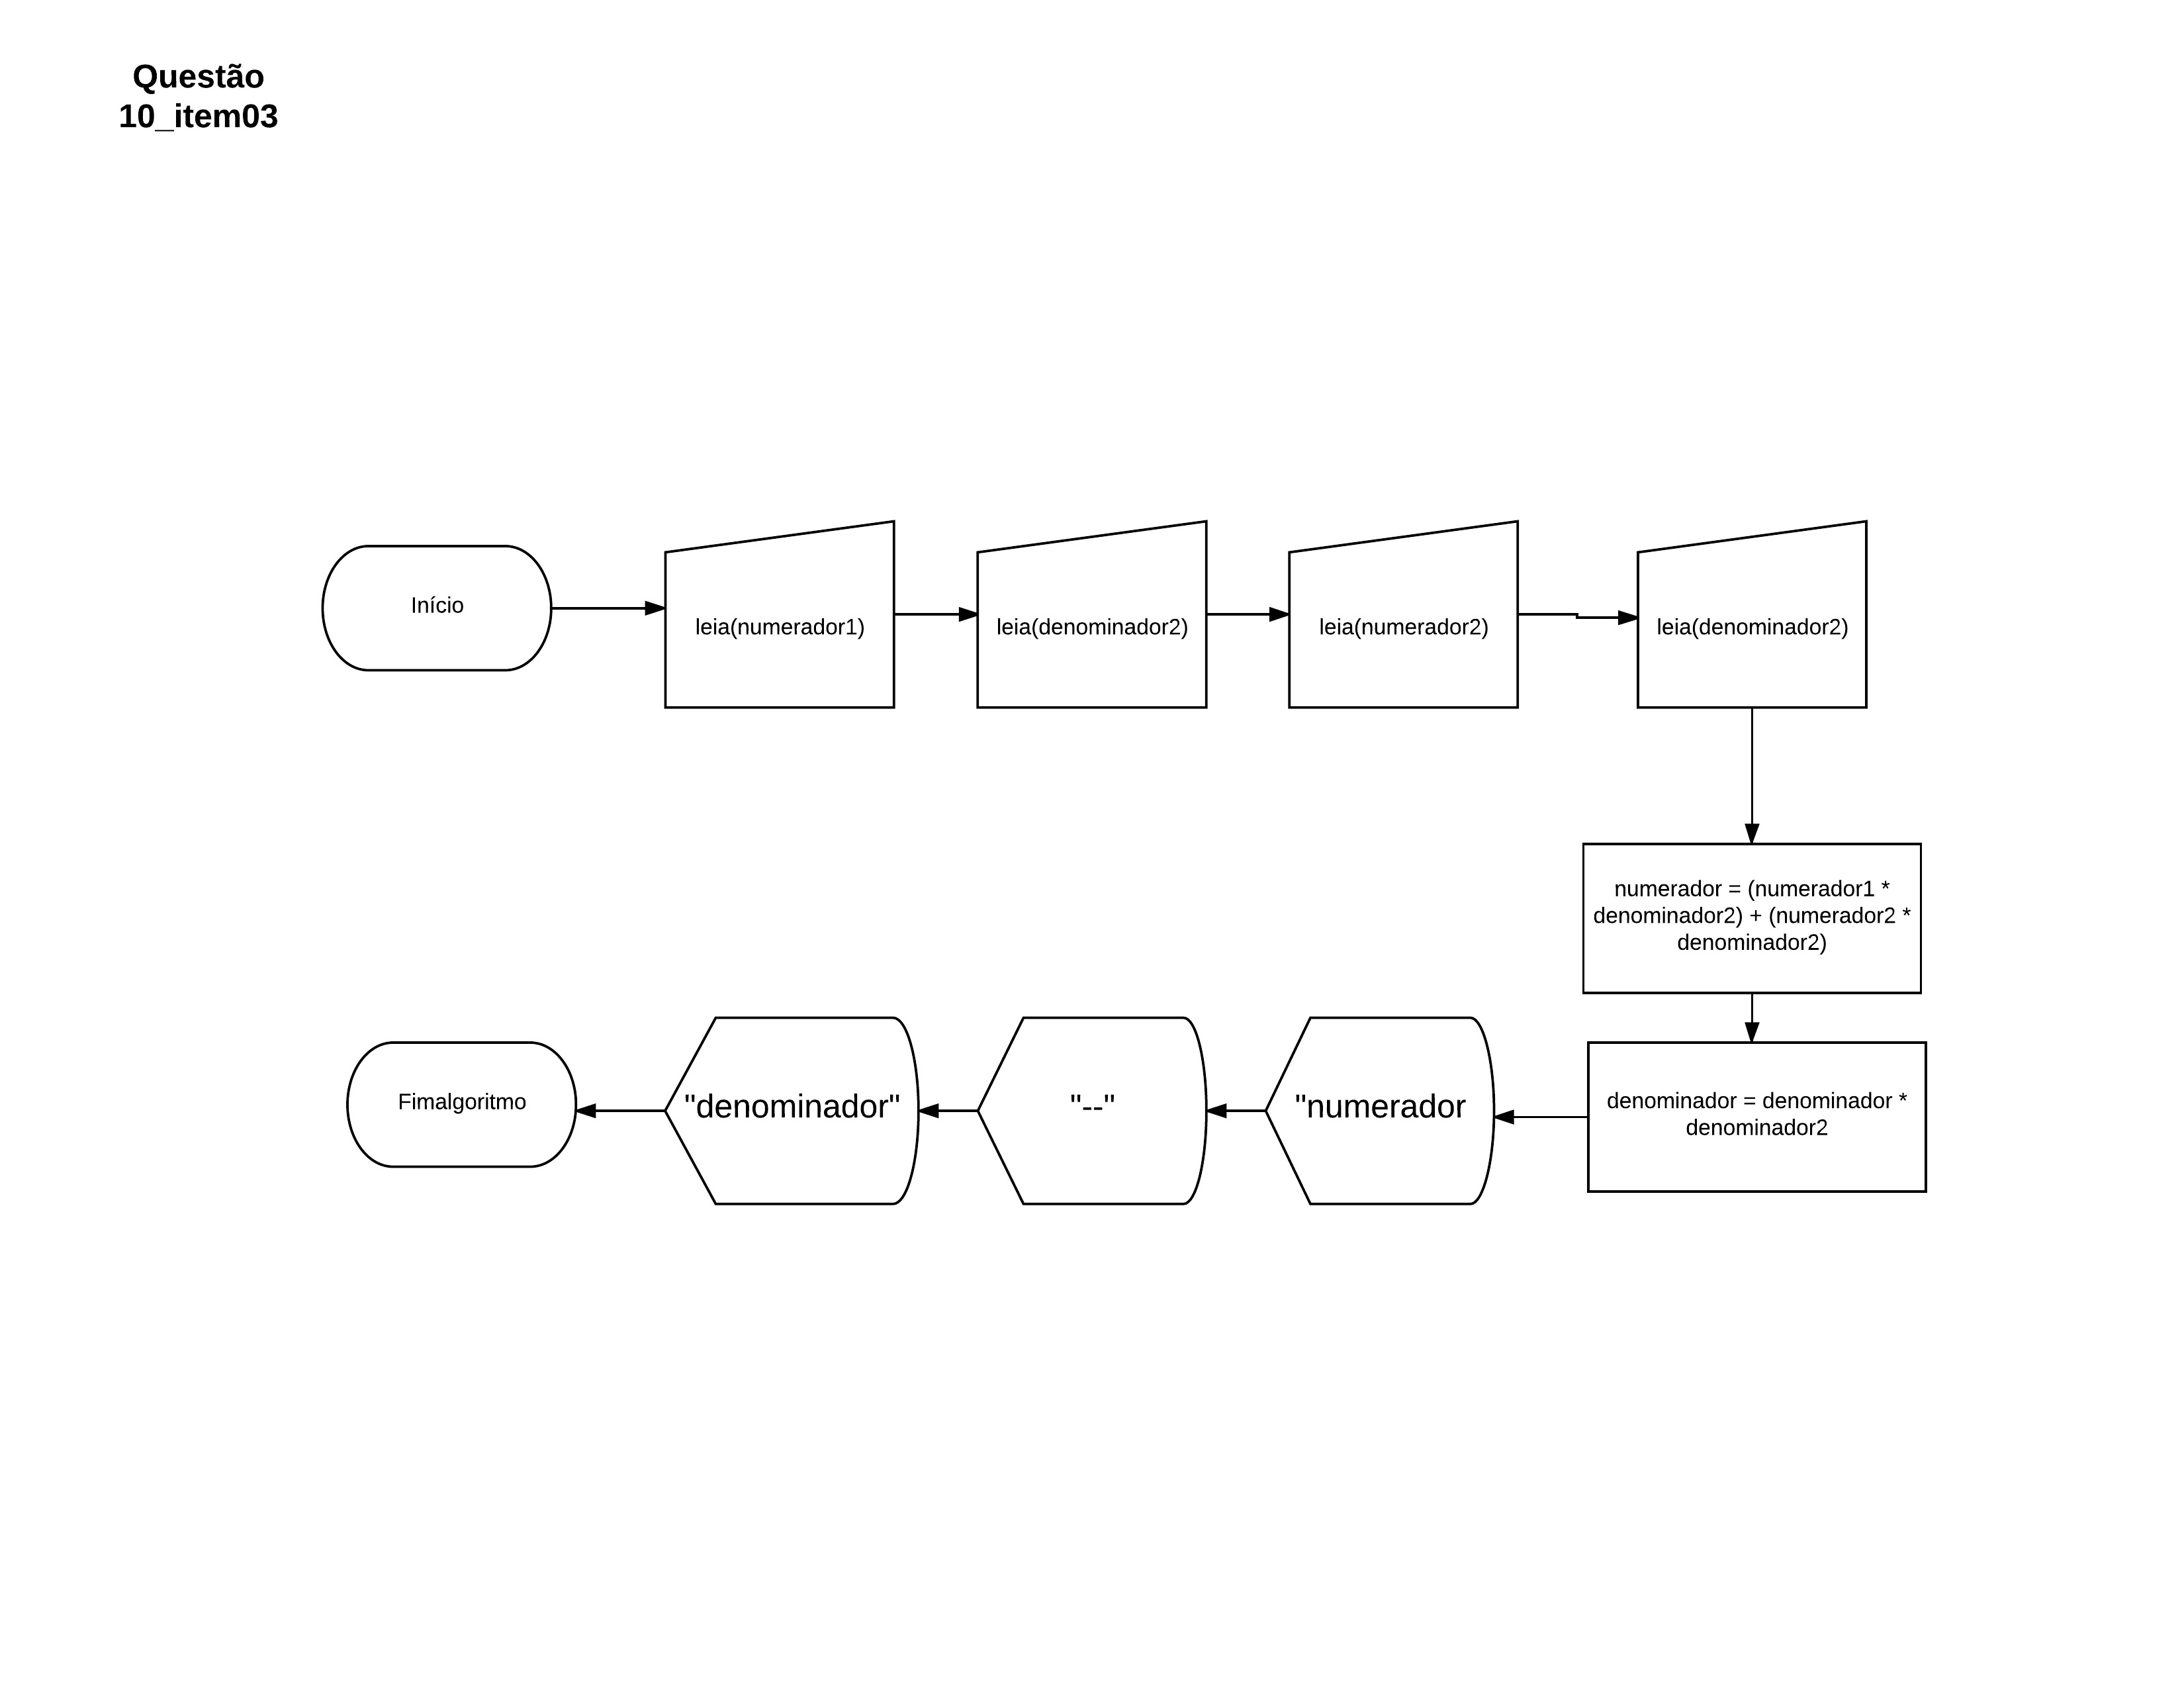 Questão
10_item03
Início
leia(numerador1)
leia(denominador2)
leia(numerador2)
leia(denominador2)
numerador = (numerador1 *
denominador2) + (numerador2 *
denominador2)
denominador = denominador *
denominador2
"numerador
"--"
"denominador"
Fimalgoritmo